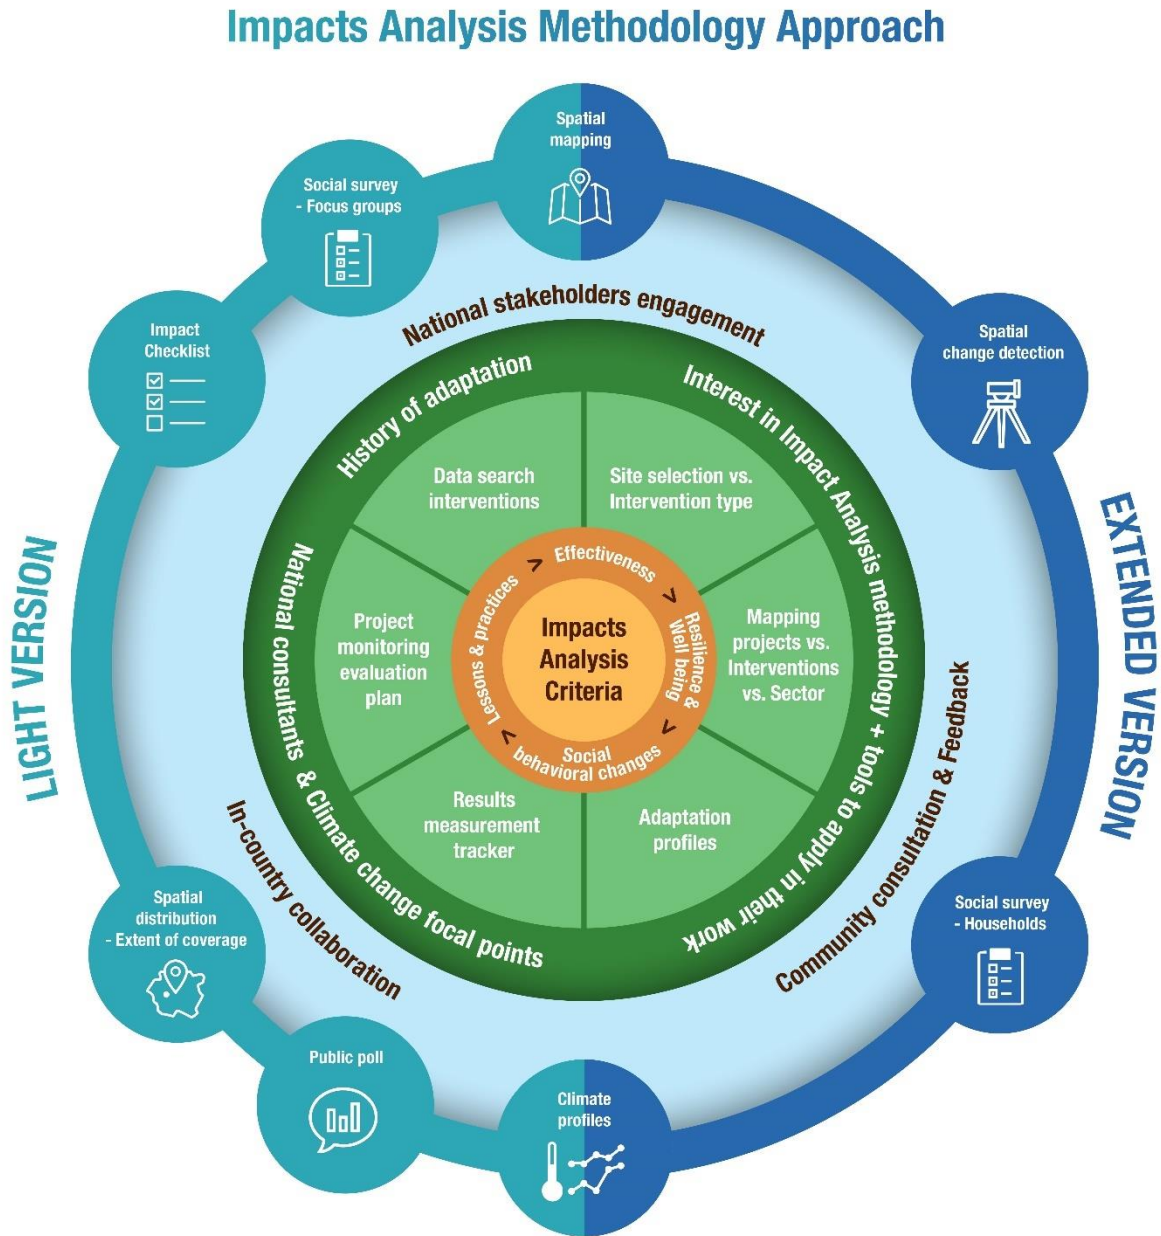 Impacts Analysis Methodology Approach
Spatial
mapping
Social survey
- Focus groups
Impact
Checklist
Spatial
change detection
LIGHT VERSION
EXTENDED VERSION
National stakeholders engagement
History of adaptation
Interest in Impact Analysis methodology + tools to apply in their work
Data search
interventions
Site selection vs.
Intervention type
National consultants & Climate change focal points
Project
monitoring
evaluation
plan
Mapping
projects vs.
Interventions
vs. Sector
Effectiveness
>
Resilience &
Well being
>
Social
behavioral changes
>
Lessons & practices
>
Impacts
Analysis
Criteria
Results
measurement
tracker
Adaptation
profiles
In-country collaboration
Community consultation & Feedback
Spatial
distribution
- Extent of coverage
Social survey
- Households
Public poll
Climate
profiles